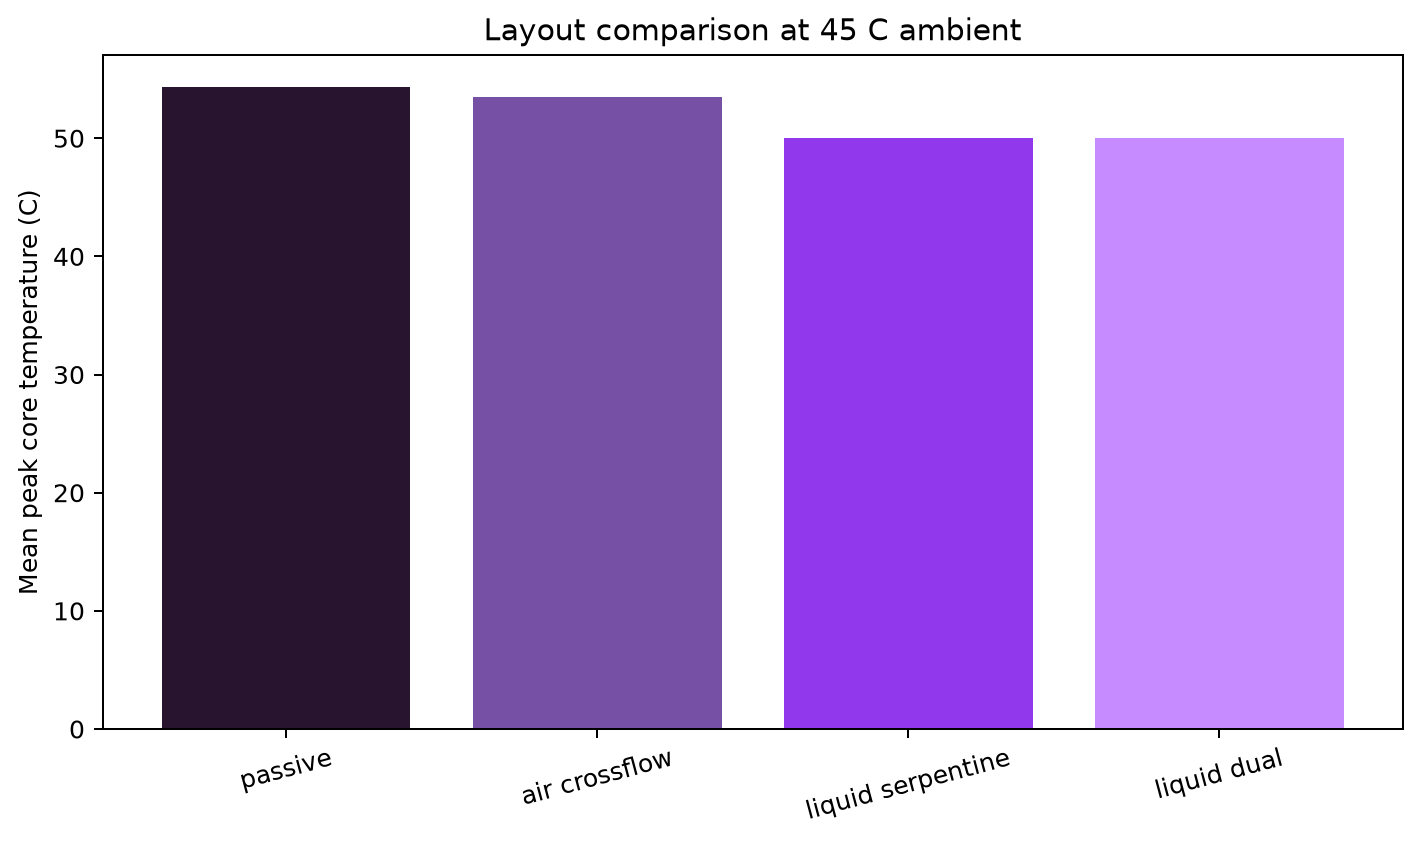 Layout comparison at 45 C ambient
Mean peak core temperature (C)
50
40
30
20
10
0
passive
air crossflow
liquid serpentine
liquid dual